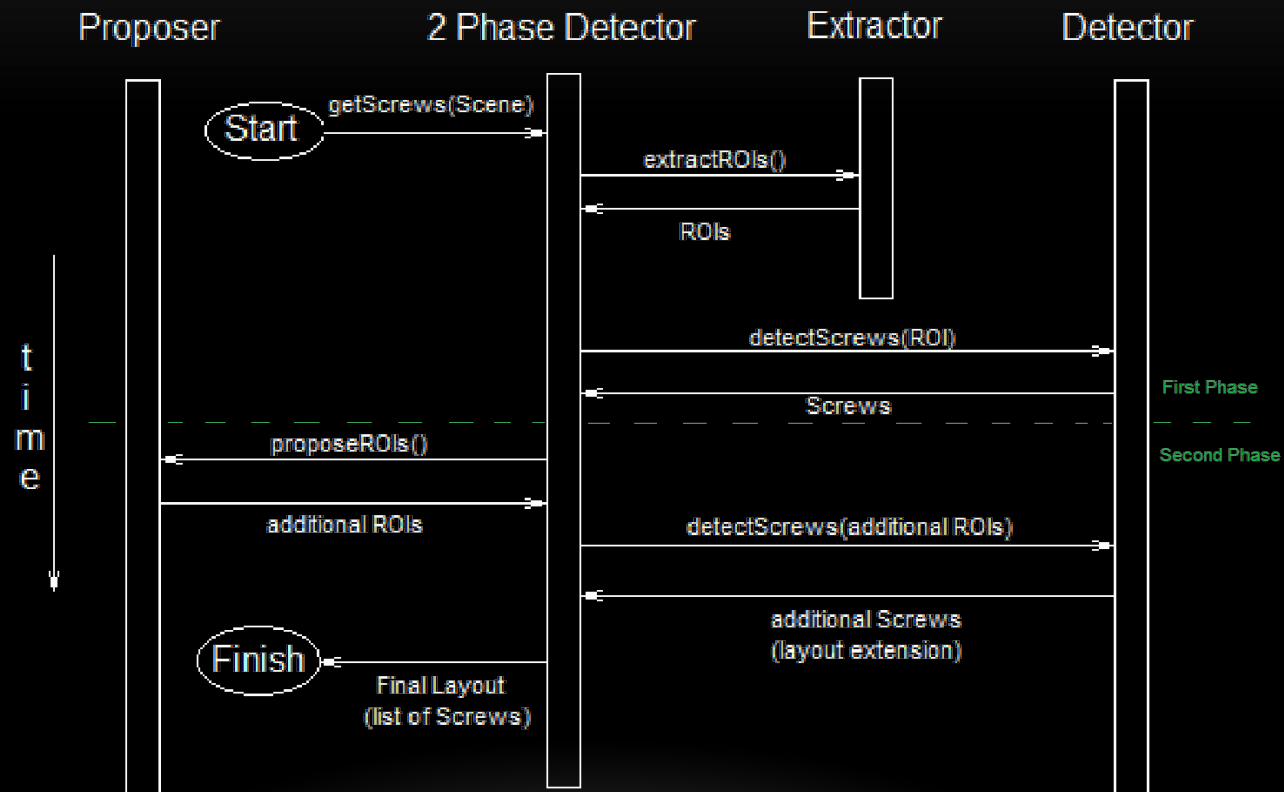 Proposer
2 Phase Detector
Extractor
Detector
getScrews(Scene)
Start
extractROIs()
ROIs
detectScrews(ROI)
Screws
First Phase
time
proposeROIs()
Second Phase
additional ROIs
detectScrews(additional ROIs)
additional Screws
(layout extension)
Finish
Final Layout
(list of Screws)